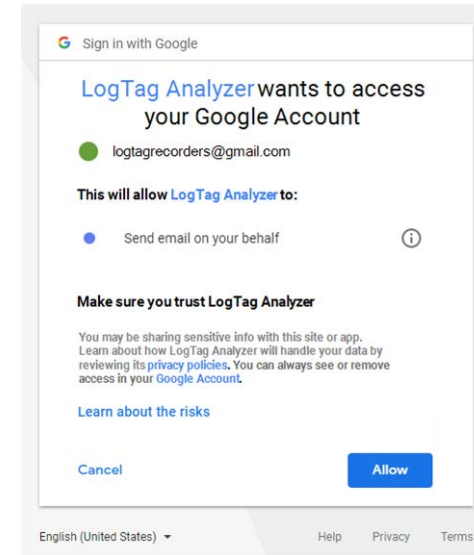 Sign in with Google
LogTag Analyzer wants to access
your Google Account
logtagrecorders@gmail.com
This will allow LogTag Analyzer to:
Send email on your behalf
Make sure you trust LogTag Analyzer
You may be sharing sensitive info with this site or app.
Learn about how LogTag Analyzer will handle your data by
reviewing its privacy policies. You can always see or remove
access in your Google Account.
Learn about the risks
Cancel
Allow
English (United States)
Help
Privacy
Terms